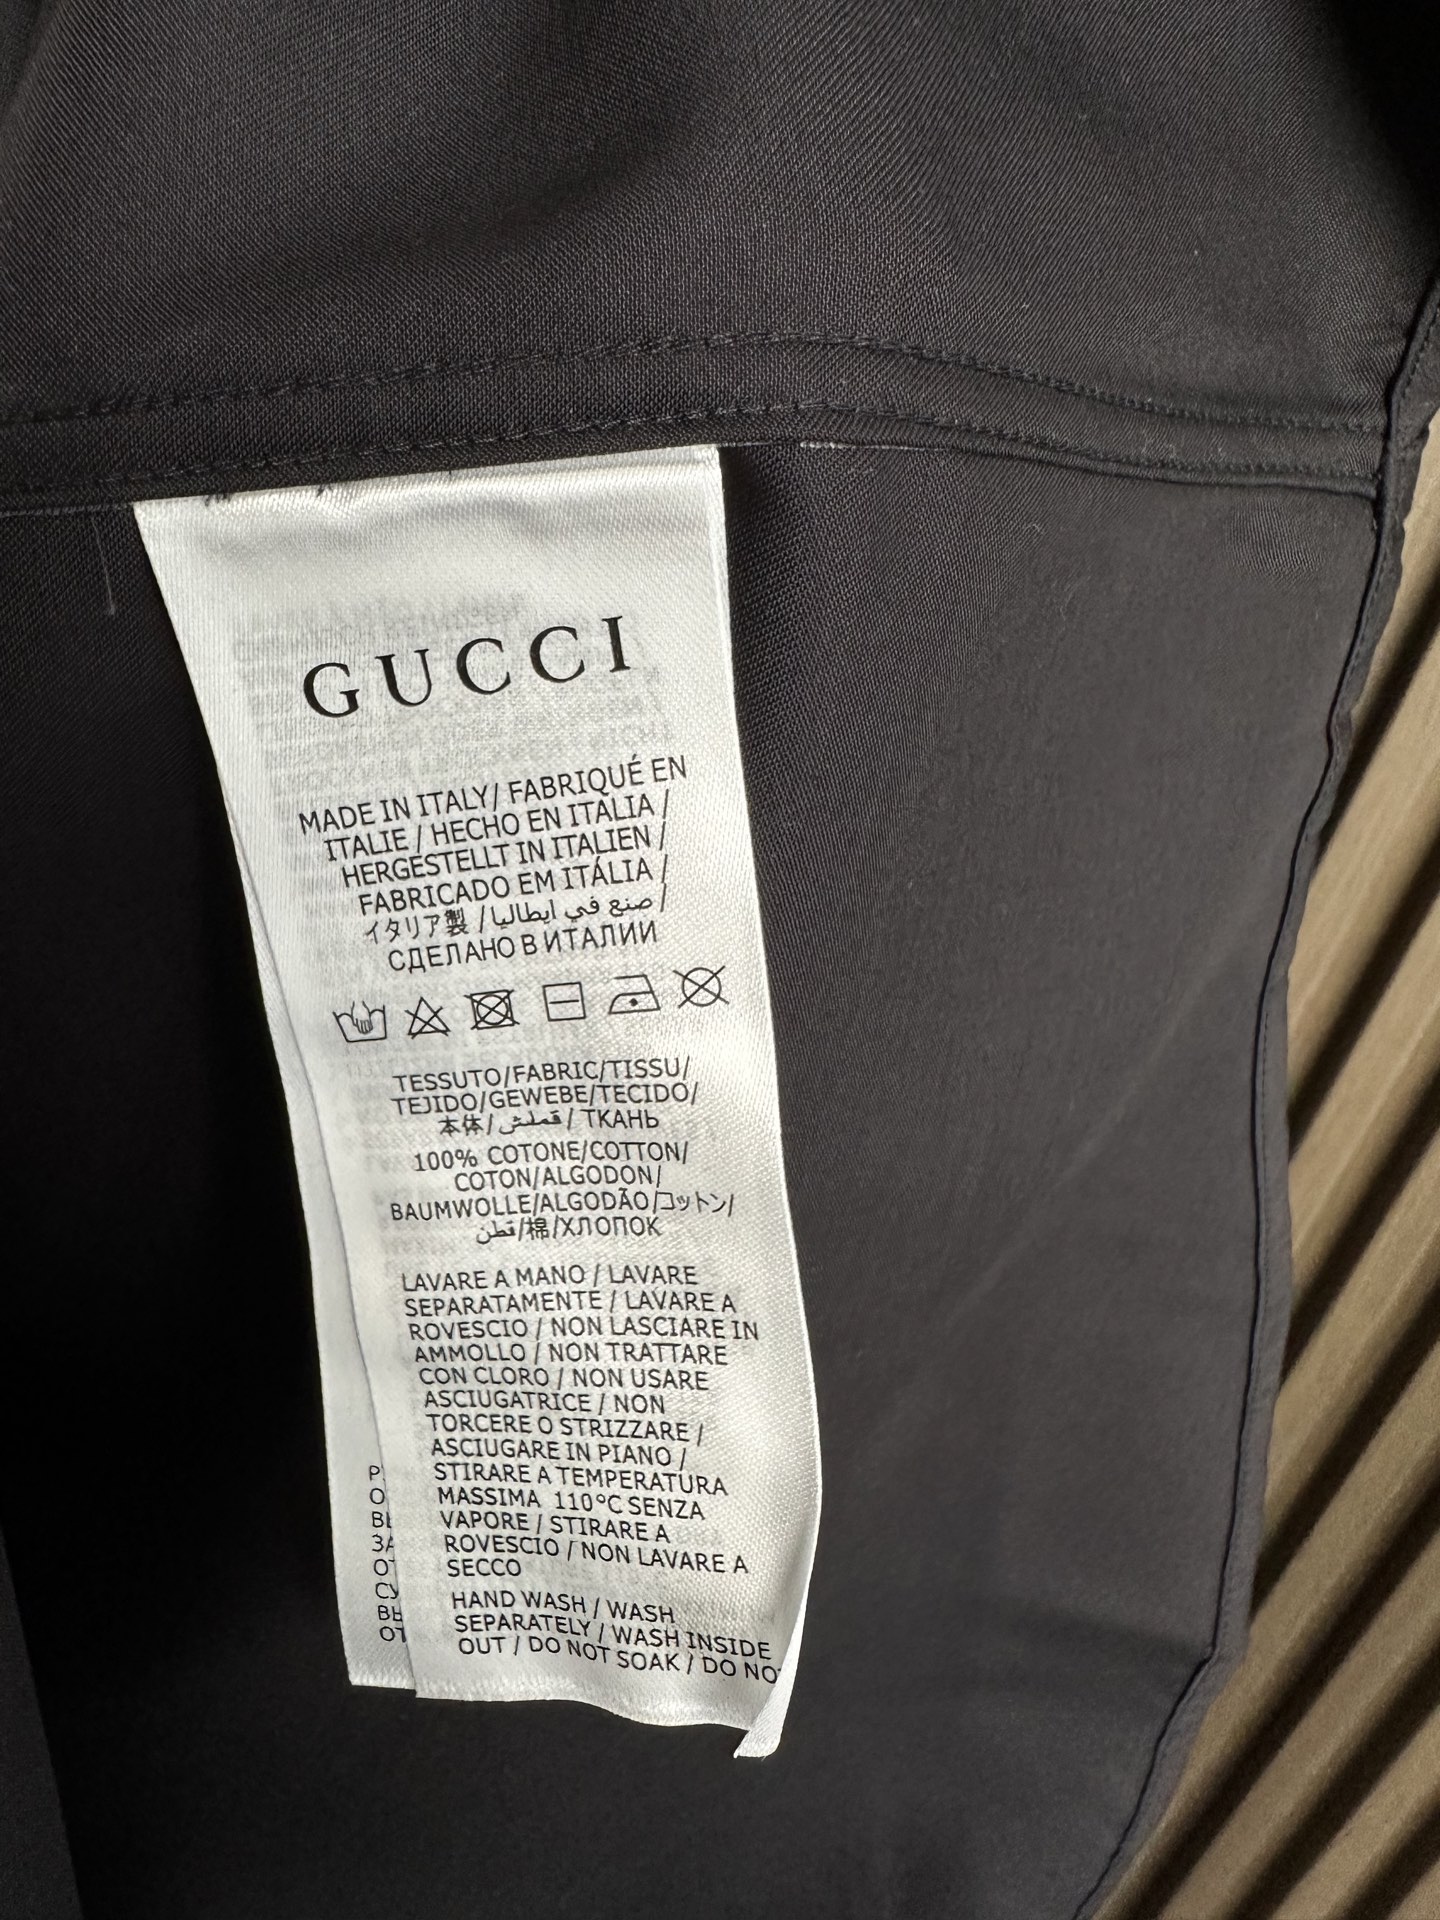 GUCCI
MADE IN ITALY/ FABRIQUÉ EN
ITALIE / HECHO EN ITALIA /
HERGESTELLT IN ITALIEN /
FABRICADO EM ITÁLIA /
イタリア製 / صنع في ايطاليا /
СДЕЛАНО В ИТАЛИИ
TESSUTO/FABRIC/TISSU/
TEJIDO/GEWEBE/TECIDO/
本体/ قملش / ТКАНЬ
100% COTONE/COTTON/
COTON/ALGODON/
BAUMWOLLE/ALGODÃO/コットン/
قطن/棉/ХЛОПОК
LAVARE A MANO / LAVARE
SEPARATAMENTE / LAVARE A
ROVESCIO / NON LASCIARE IN
AMMOLLO / NON TRATTARE
CON CLORO / NON USARE
ASCIUGATRICE / NON
TORCERE O STRIZZARE /
ASCIUGARE IN PIANO /
STIRARE A TEMPERATURA
MASSIMA 110°C SENZA
VAPORE / STIRARE A
ROVESCIO / NON LAVARE A
SECCO
HAND WASH / WASH
SEPARATELY / WASH INSIDE
OUT / DO NOT SOAK / DO NO